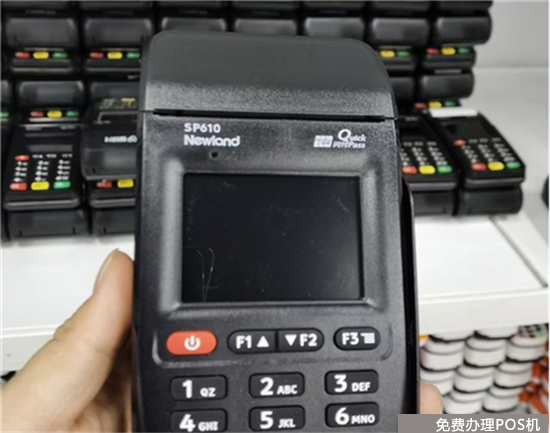 SP610
Newland
Quick Pass
F1▲
▼F2
F3
1 QZ
2 ABC
3 DEF
4 GHI
5 JKL
6 MNO
免费办理POS机